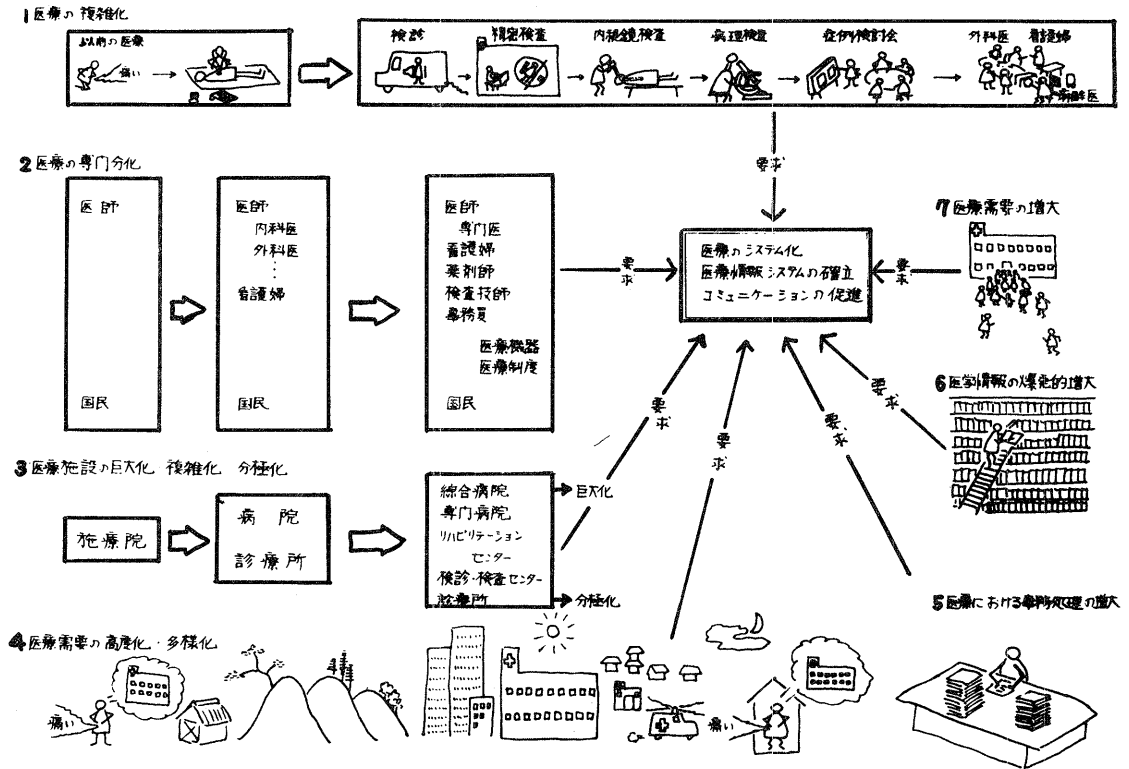 1 医療の複雑化
以前の医療
痛い
検診
精密検査
内視鏡検査
病理検査
症例検討会
外科医
看護婦
麻酔医
要求
2 医療の専門分化
医師
国民
医師
内科医
外科医
⋮
看護婦
国民
医師
専門医
看護婦
薬剤師
検査技師
事務員
医療機器
医療制度
国民
要求
医療のシステム化
医療情報システムの確立
コミュニケーションの促進
要求
7 医療需要の増大
6 医学情報の爆発的増大
要求
要求
要求
要求
3 医療施設の巨大化 複雑化 分極化
施療院
病院
診療所
綜合病院
専門病院
リハビリテーション
センター
検診・検査センター
診療所
巨大化
分極化
5 医療における事務処理の増大
4 医療需要の高度化・多様化
痛い
痛い